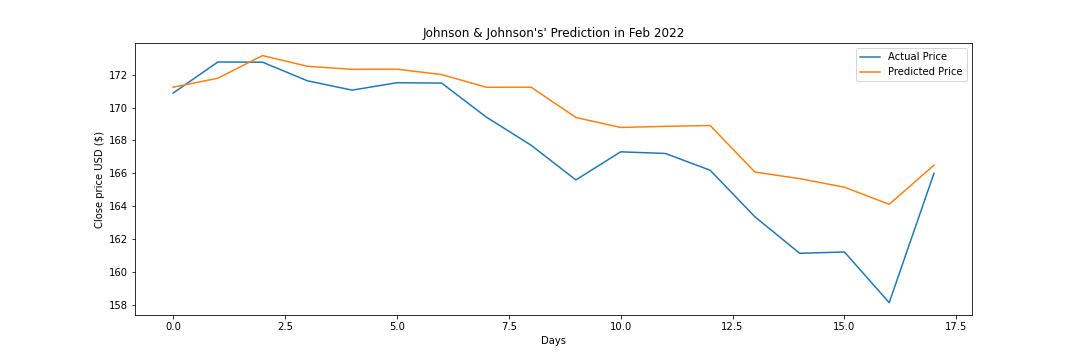 Johnson & Johnson's' Prediction in Feb 2022
Actual Price
Predicted Price
Close price USD ($)
172
170
168
166
164
162
160
158
0.0 2.5 5.0 7.5 10.0 12.5 15.0 17.5
Days